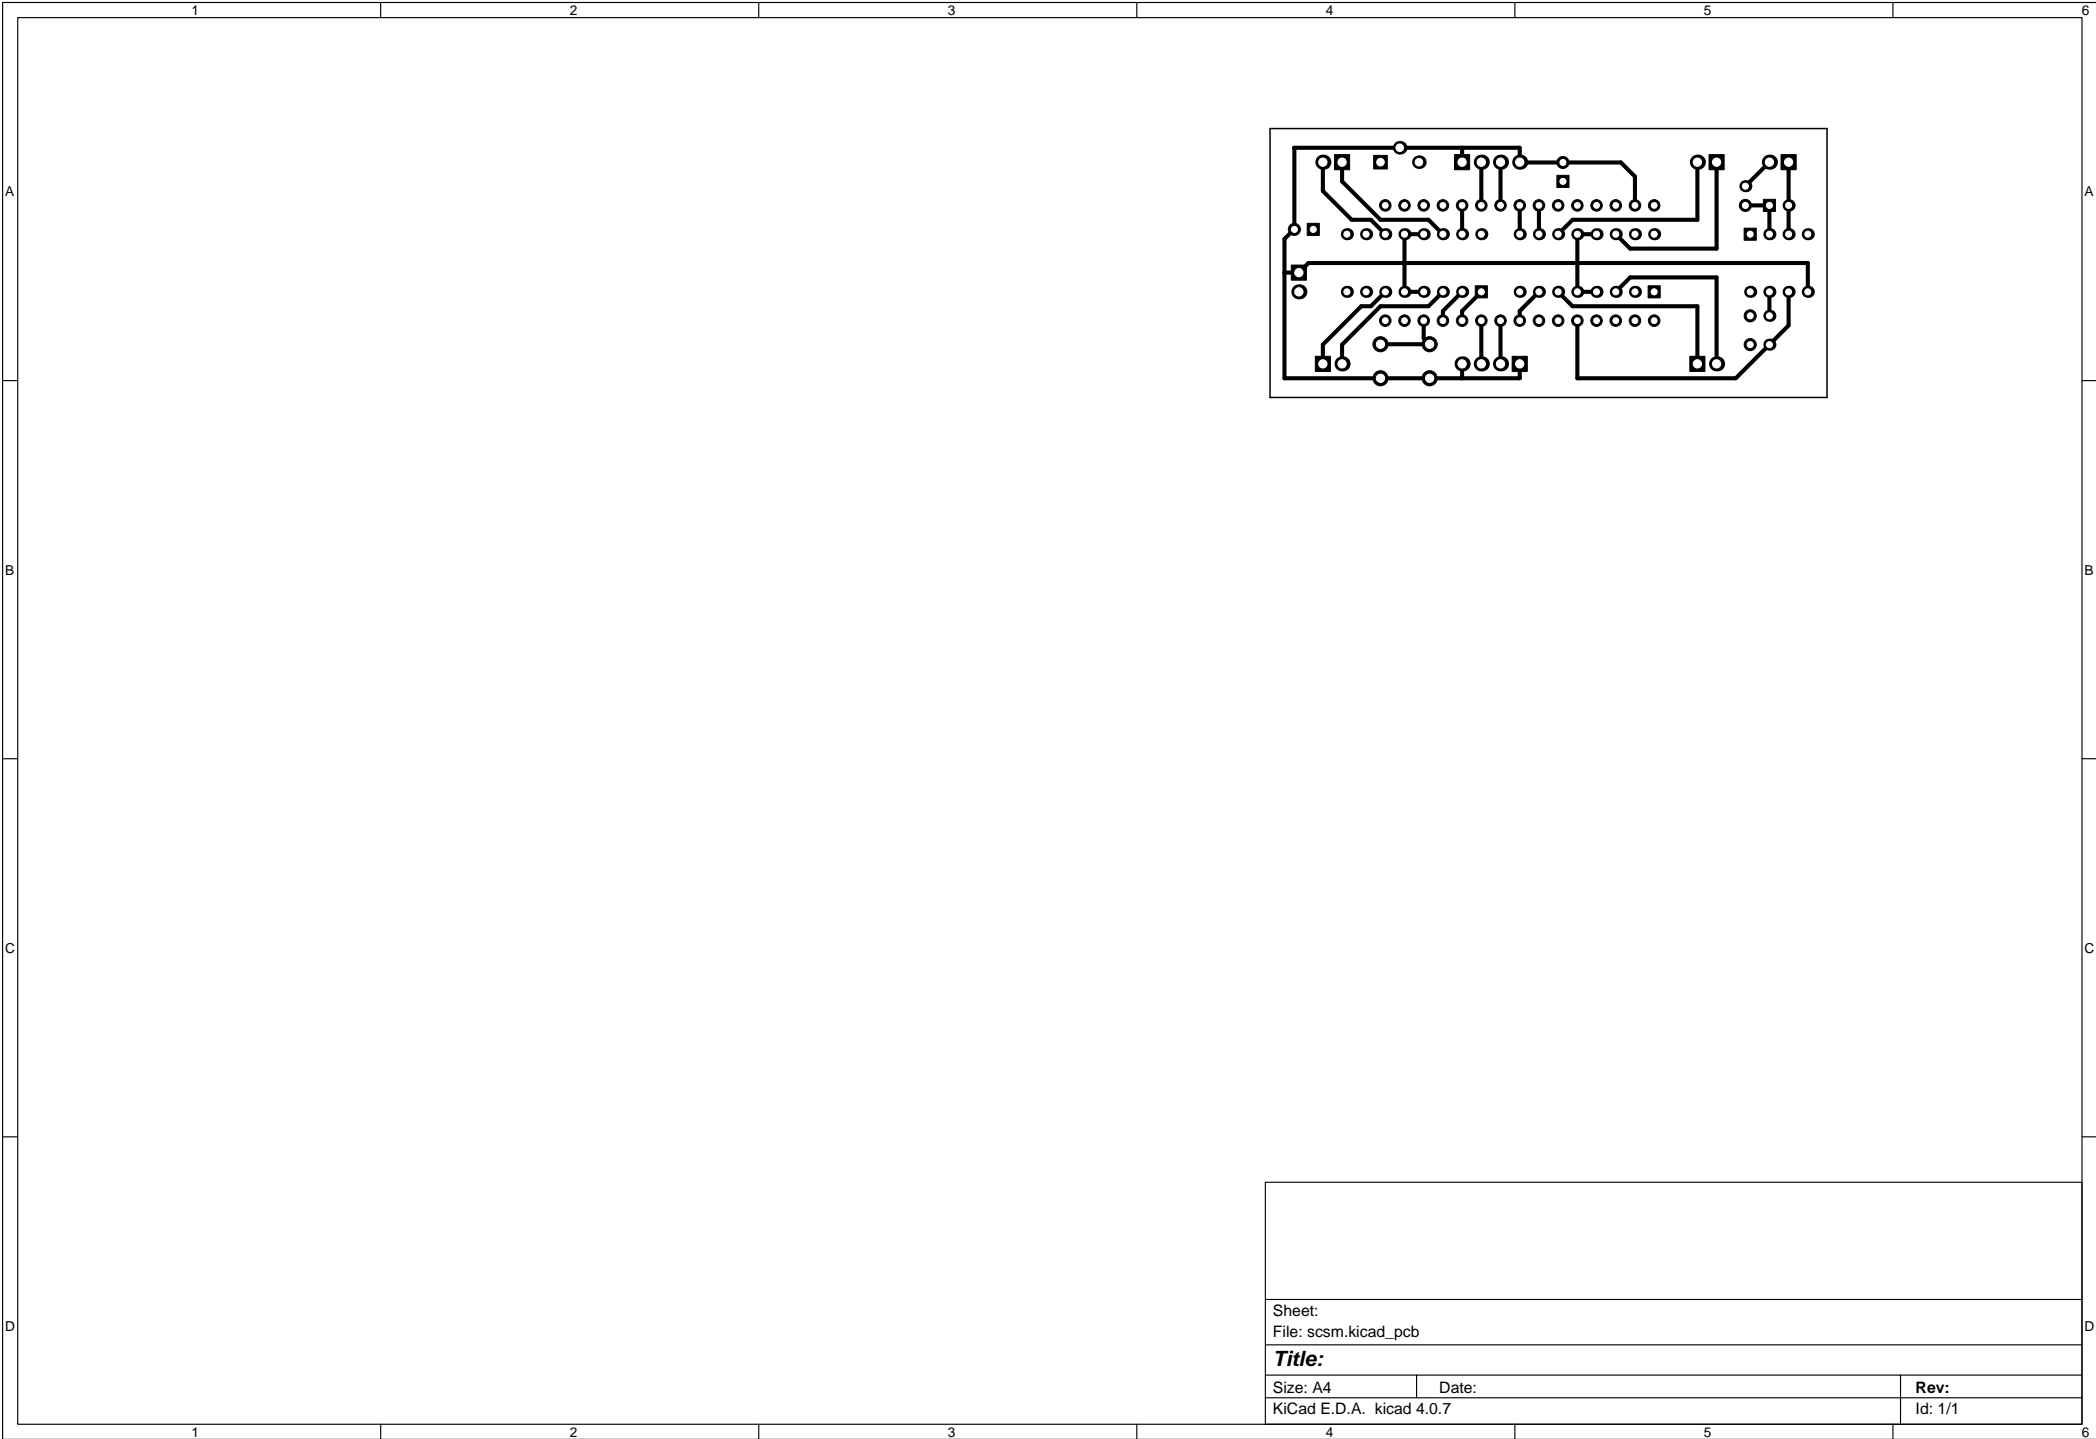 1 2 3 4 5 6
A A
B B
C C
D D
Sheet:
File: scsm.kicad_pcb
Title:
Size: A4 Date: Rev:
KiCad E.D.A. kicad 4.0.7 Id: 1/1
1 2 3 4 5 6